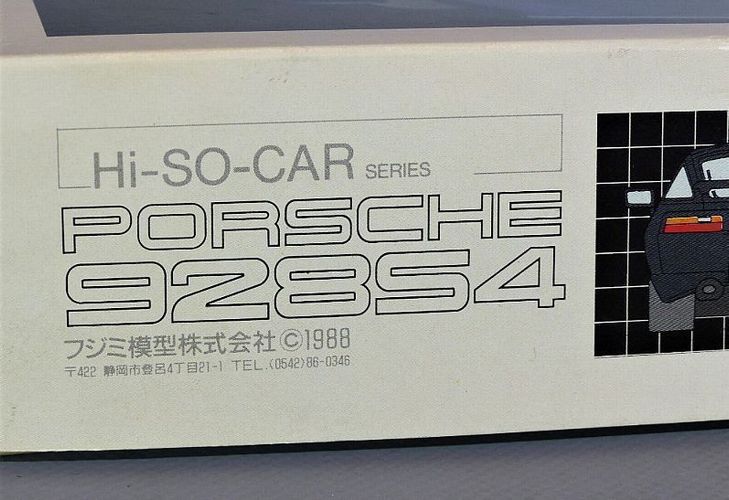 Hi-SO-CAR SERIES
PORSCHE
928S4
フジミ模型株式会社©1988
〒422 静岡市登呂4丁目21-1 TEL.(0542)86-0346